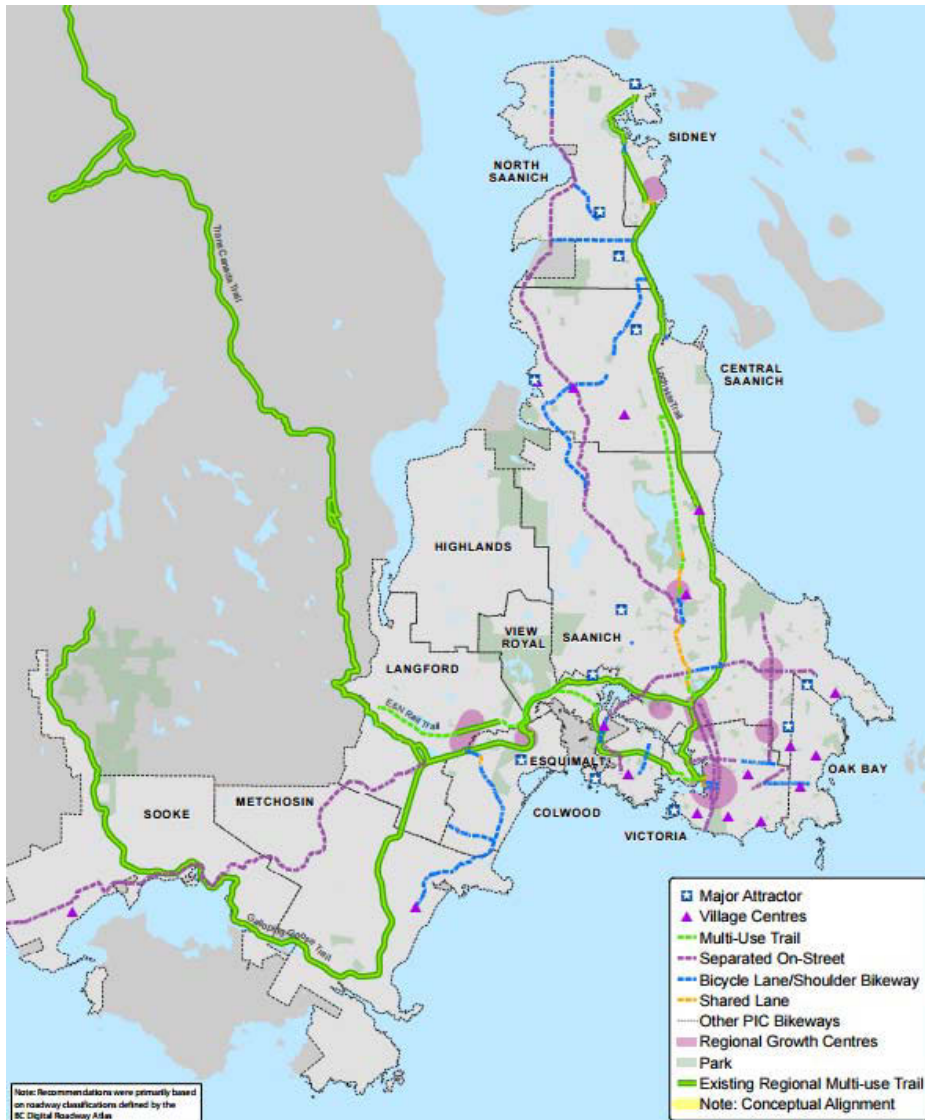 SIDNEY
NORTH
SAANICH
Trans Canada Trail
CENTRAL
SAANICH
Lochside Trail
HIGHLANDS
VIEW
ROYAL
SAANICH
LANGFORD
E&N Rail Trail
ESQUIMALT
OAK BAY
METCHOSIN
SOOKE
COLWOOD
VICTORIA
Galloping Goose Trail
Major Attractor
Village Centres
Multi-Use Trail
Separated On-Street
Bicycle Lane/Shoulder Bikeway
Shared Lane
Other PIC Bikeways
Regional Growth Centres
Park
Existing Regional Multi-use Trail
Note: Conceptual Alignment
Note: Recommendations were primarily based
on roadway classifications defined by the
BC Digital Roadway Atlas